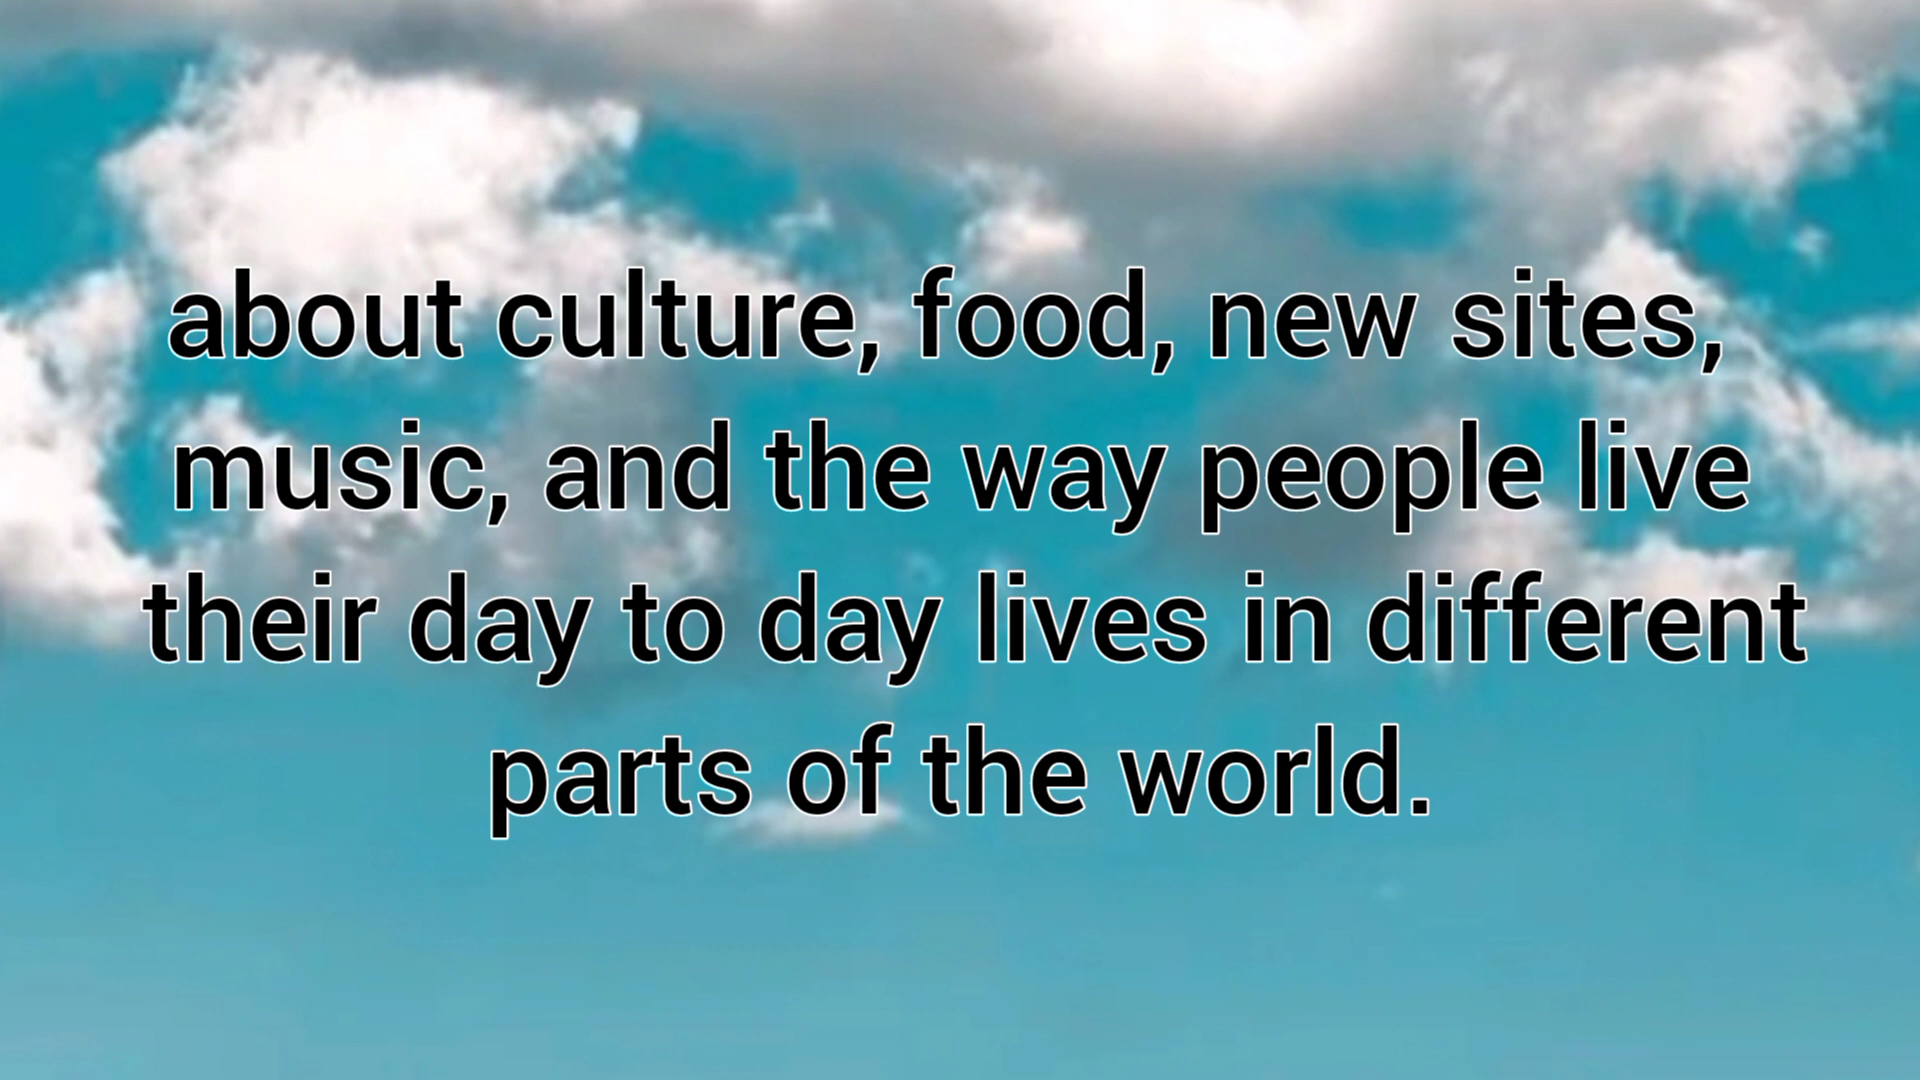 about culture, food, new sites,
music, and the way people live
their day to day lives in different
parts of the world.